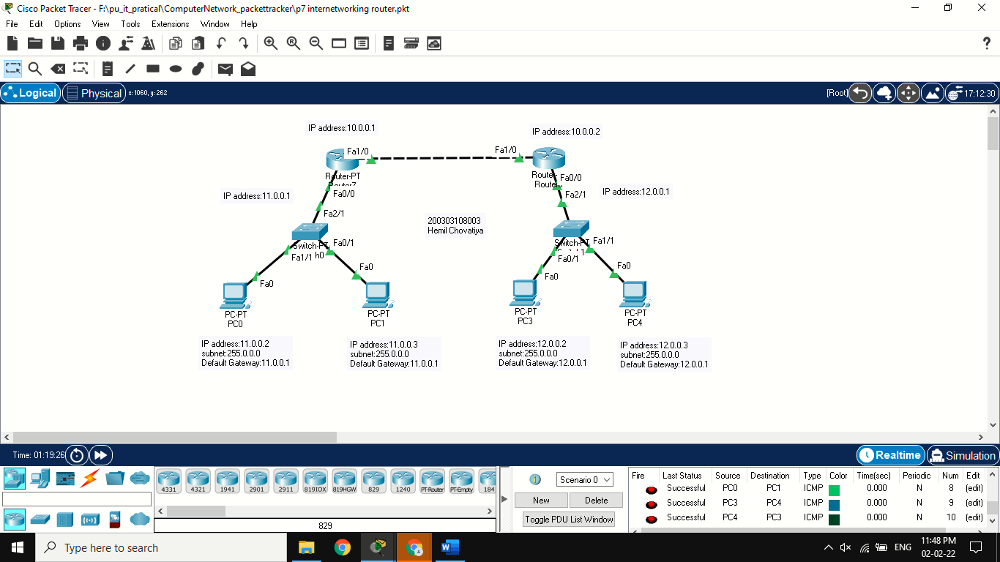 Cisco Packet Tracer - F:\pu_it_pratical\ComputerNetwork_packettracker\p7 internetworking router.pkt
File Edit Options View Tools Extensions Window Help
?
Logical Physical x: 1060, y: 262 [Root] 17:12:30
IP address:10.0.0.1
IP address:10.0.0.2
Fa1/0
Fa1/0
Router-PT
Fa0/0
Fa0/0
IP address:11.0.0.1
IP address:12.0.0.1
Fa2/1
Fa2/1
200303108003
Hemil Chovatiya
Fa0/1
Fa1/1
Fa1/1
Fa0/1
Fa0
Fa0
Fa0
Fa0
PC-PT
PC0
PC-PT
PC1
PC-PT
PC3
PC-PT
PC4
IP address:11.0.0.2
subnet:255.0.0.0
Default Gateway:11.0.0.1
IP address:11.0.0.3
subnet:255.0.0.0
Default Gateway:11.0.0.1
IP address:12.0.0.2
subnet:255.0.0.0
Default Gateway:12.0.0.1
IP address:12.0.0.3
subnet:255.0.0.0
Default Gateway:12.0.0.1
Time: 01:19:26 Realtime Simulation
4331 4321 1941 2901 2911 819IOX 819HGW 829 1240 PT-Router PT-Empty 184
829
Scenario 0
New Delete
Toggle PDU List Window
Fire Last Status Source Destination Type Color Time(sec) Periodic Num Edit
Successful PC0 PC1 ICMP 0.000 N 8 (edit)
Successful PC3 PC4 ICMP 0.000 N 9 (edit)
Successful PC4 PC3 ICMP 0.000 N 10 (edit)
Type here to search
ENG
11:48 PM
02-02-22